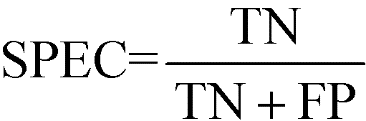 SPEC=
TN
TN + FP